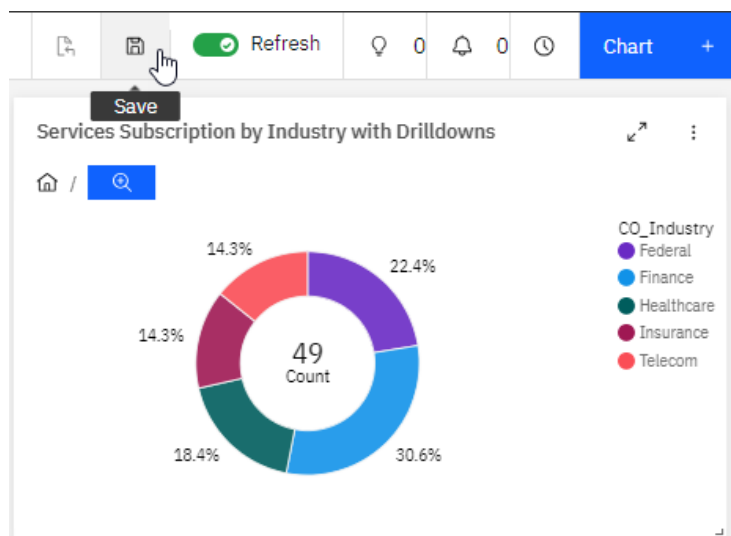 Refresh 0 0 Chart +
Save
Services Subscription by Industry with Drilldowns
/
CO_Industry
Federal
Finance
Healthcare
Insurance
Telecom
14.3%
22.4%
14.3%
49
Count
18.4%
30.6%